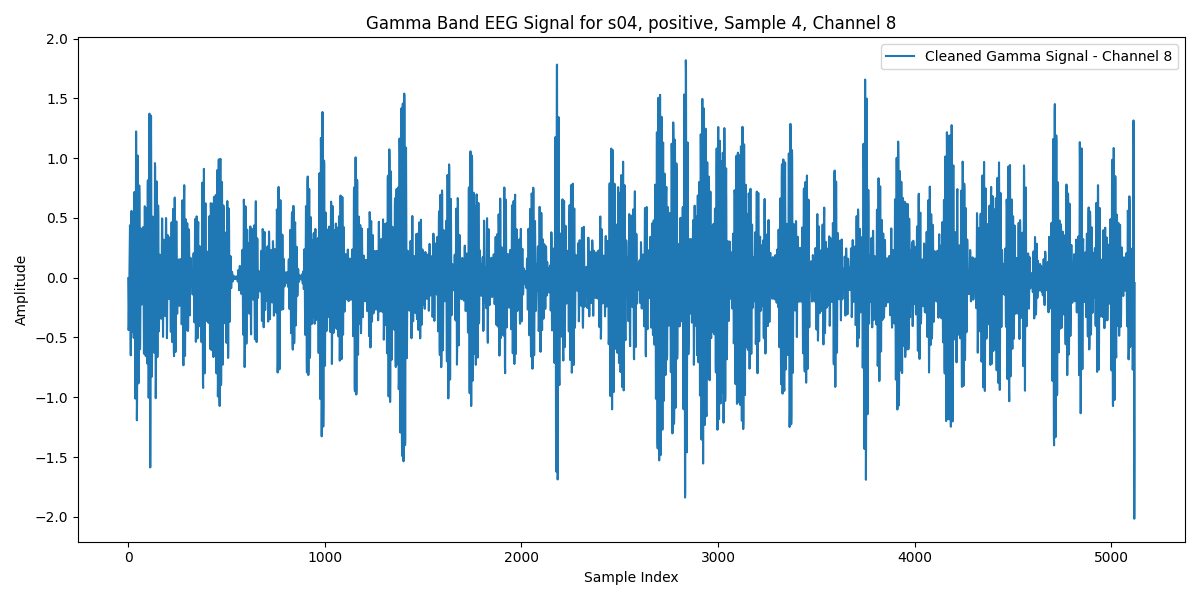 Gamma Band EEG Signal for s04, positive, Sample 4, Channel 8
Cleaned Gamma Signal - Channel 8
Amplitude
2.0
1.5
1.0
0.5
0.0
−0.5
−1.0
−1.5
−2.0
0 1000 2000 3000 4000 5000
Sample Index